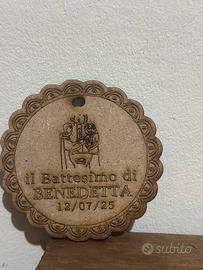 il Battesimo di
BENEDETTA
12/07/25
subito